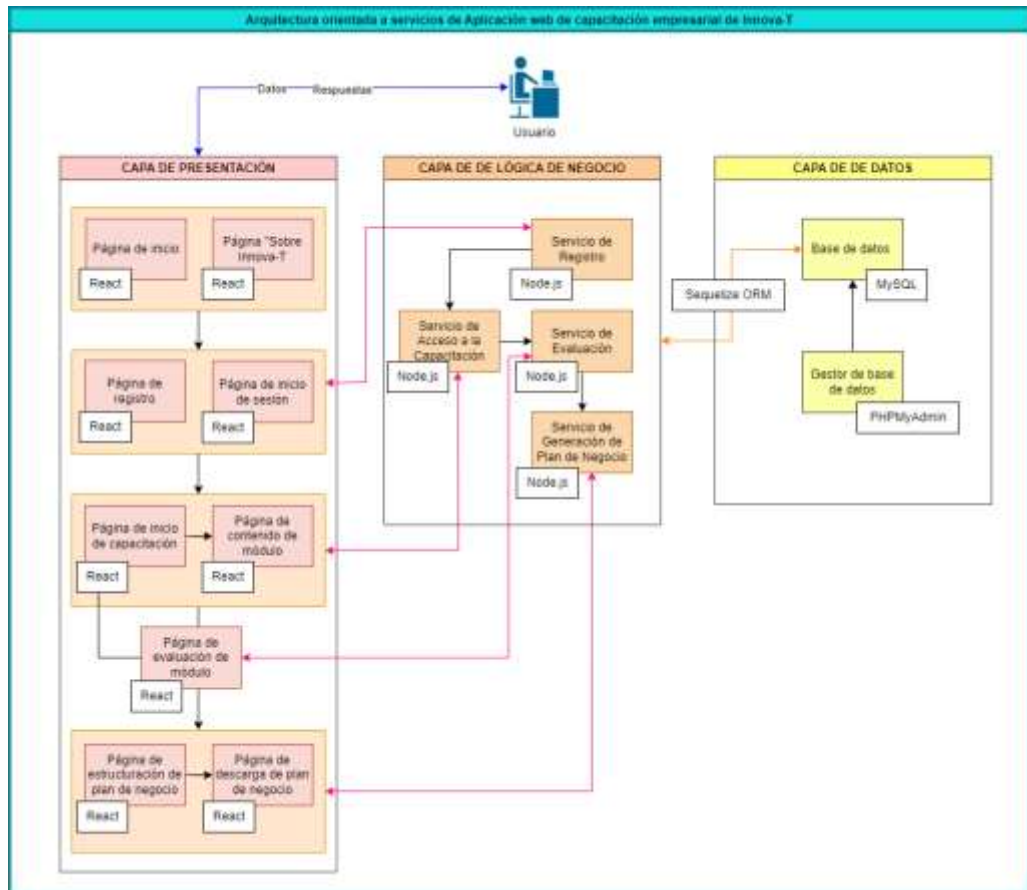 Arquitectura orientada a servicios de Aplicación web de capacitación empresarial de Innova-T
Datos
Respuestas
Usuario
CAPA DE PRESENTACIÓN
Página de inicio
React
Página "Sobre
Innova-T
React
Página de
registro
React
Página de inicio
de sesión
React
Página de inicio
de capacitación
React
Página de
contenido de
módulo
React
Página de
evaluación de
módulo
React
Página de
estructuración de
plan de negocio
React
Página de
descarga de plan
de negocio
React
CAPA DE DE LÓGICA DE NEGOCIO
Servicio de
Registro
Node.js
Servicio de
Acceso a la
Capacitación
Node.js
Servicio de
Evaluación
Node.js
Servicio de
Generación de
Plan de Negocio
Node.js
Sequetize ORM
CAPA DE DE DATOS
Base de datos
MySQL
Gestor de base
de datos
PHPMyAdmin